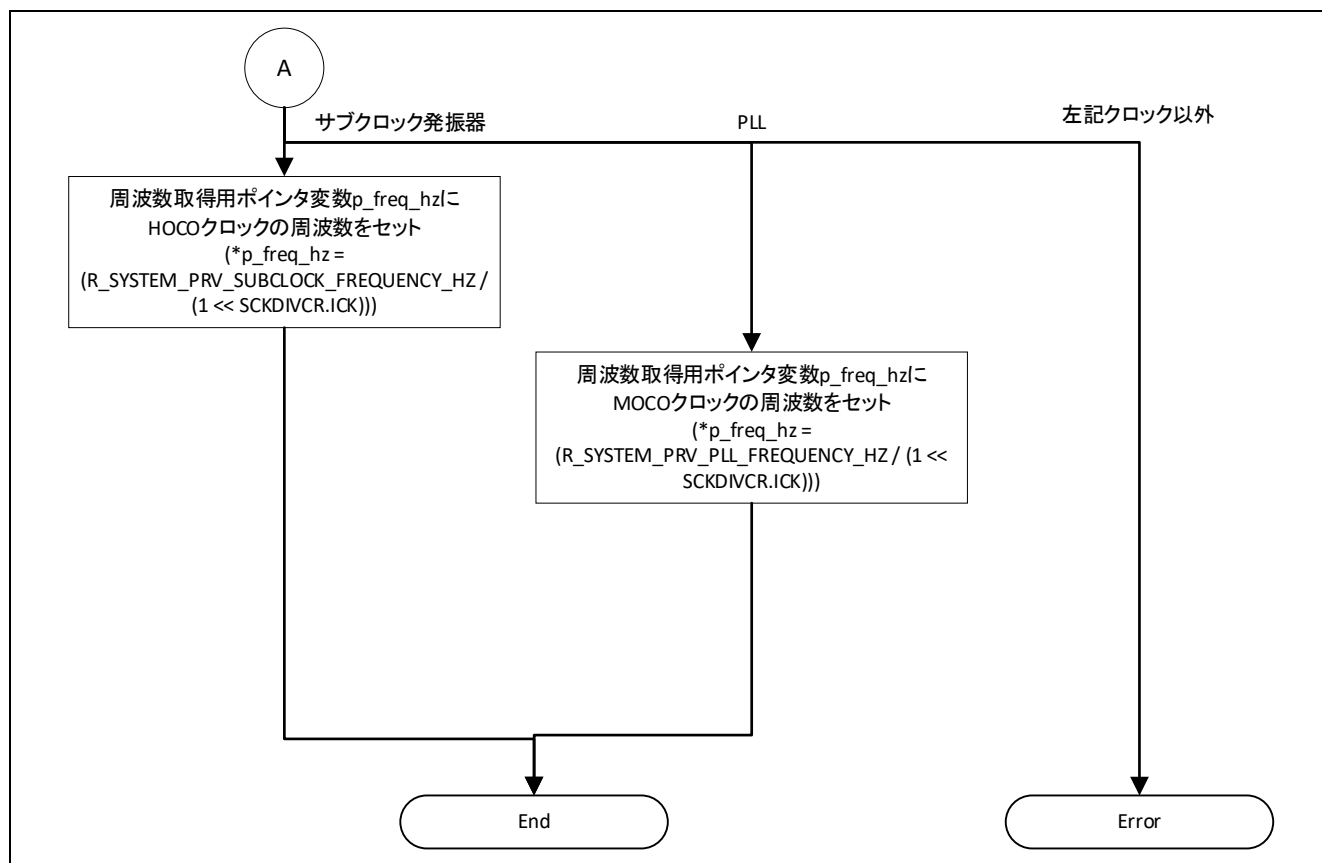 A
サブクロック発振器
PLL
左記クロック以外
周波数取得用ポインタ変数p_freq_hzに
HOCOクロックの周波数をセット
(*p_freq_hz =
(R_SYSTEM_PRV_SUBCLOCK_FREQUENCY_HZ /
(1 << SCKDIVCR.ICK)))
周波数取得用ポインタ変数p_freq_hzに
MOCOクロックの周波数をセット
(*p_freq_hz =
(R_SYSTEM_PRV_PLL_FREQUENCY_HZ / (1 <<
SCKDIVCR.ICK)))
End
Error